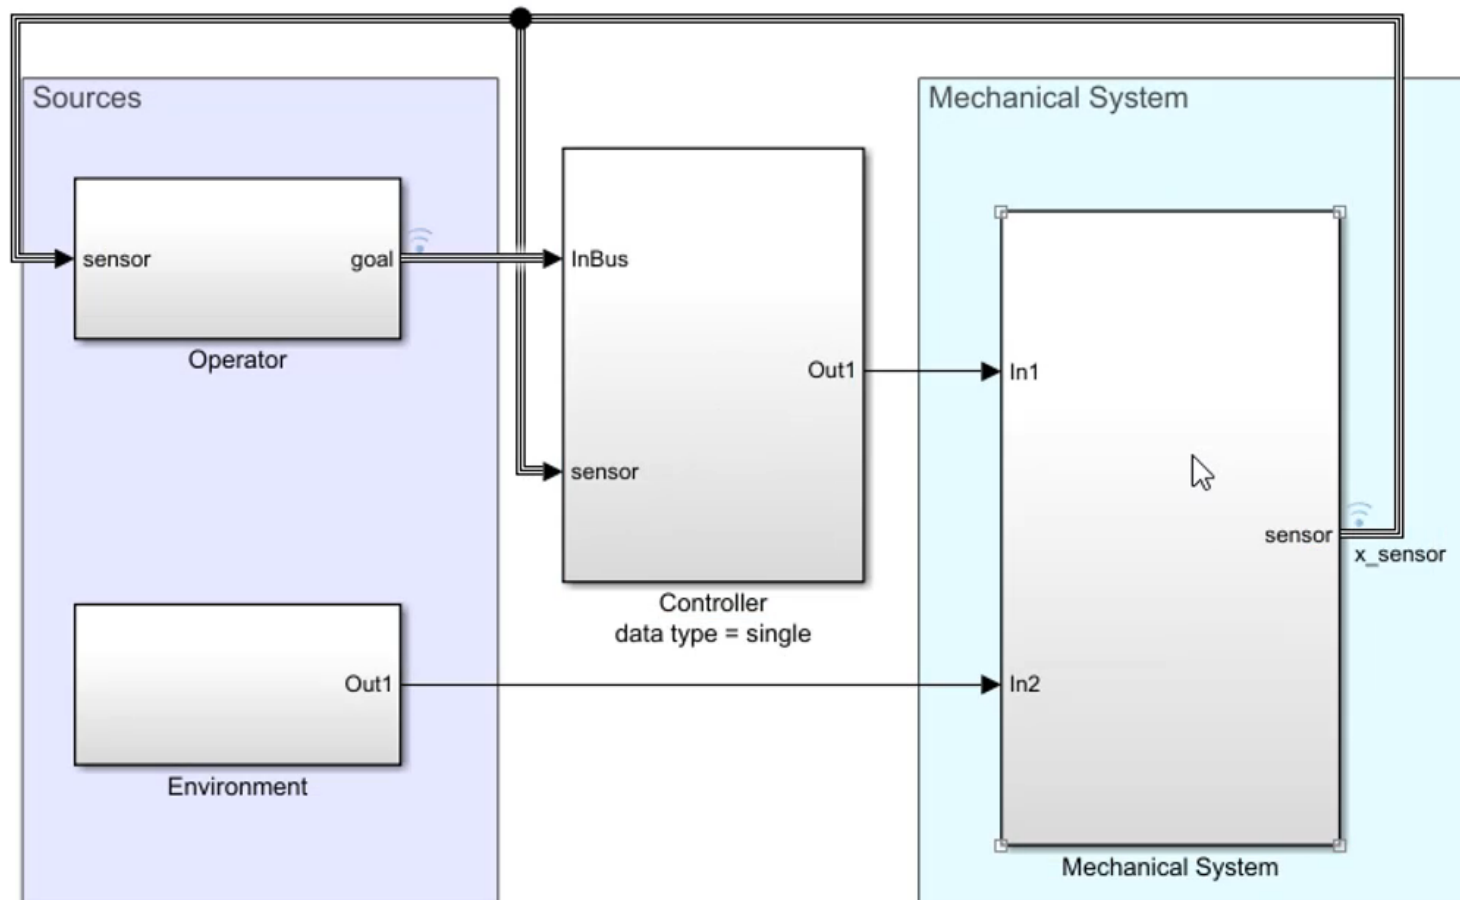 Sources
Mechanical System
sensor
goal
Operator
InBus
Out1
sensor
Controller
data type = single
In1
sensor
x_sensor
In2
Mechanical System
Out1
Environment